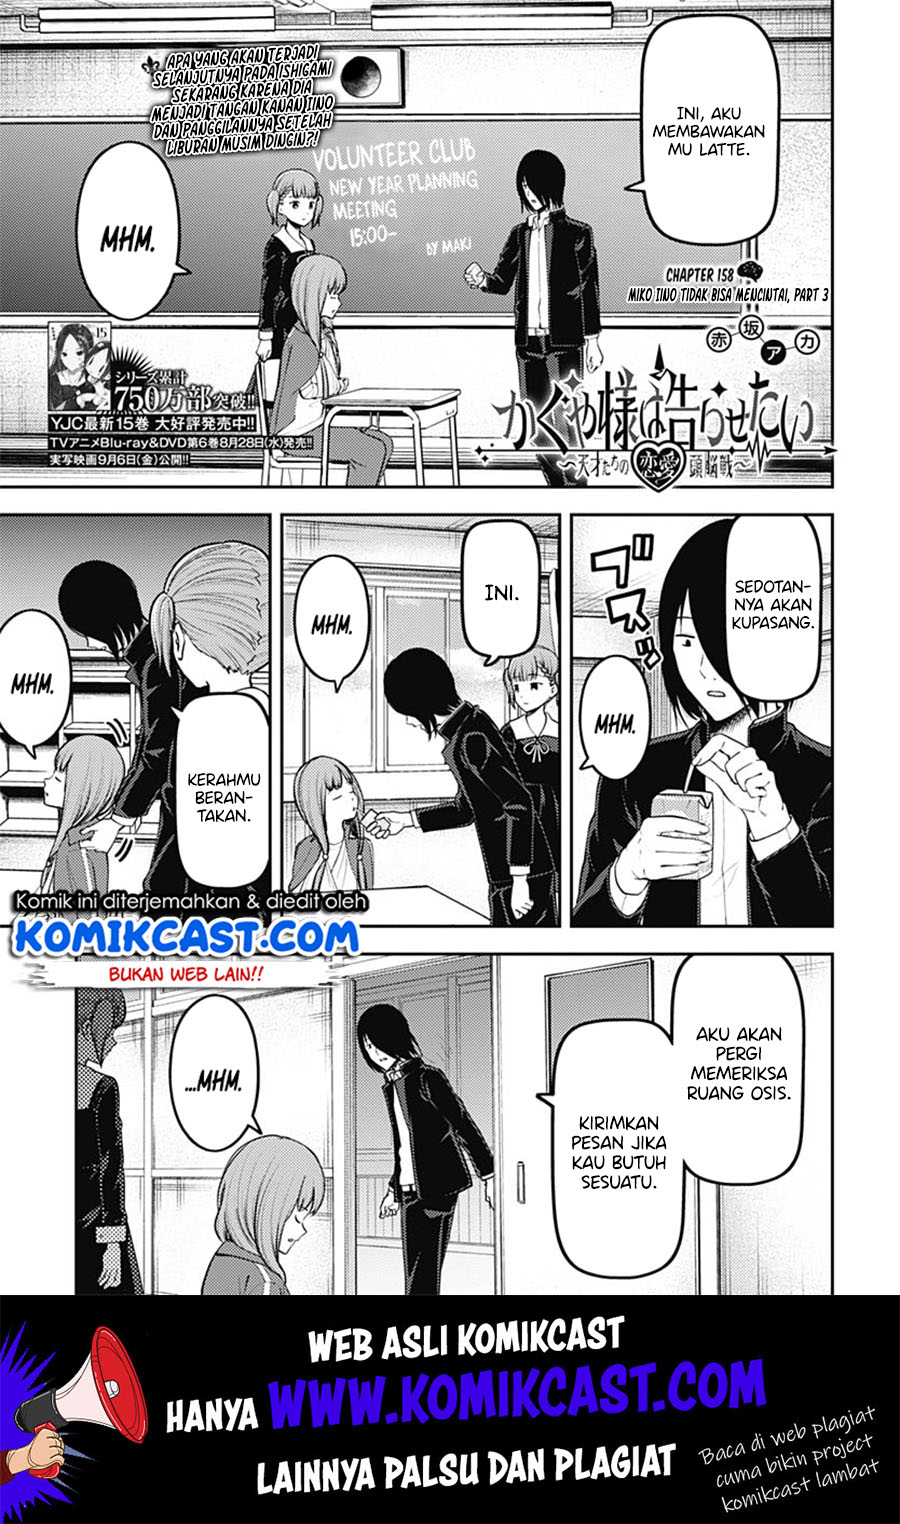 APA YANG AKAN TERJADI
SELANJUTNYA PADA ISHIGAMI
SEKARANG KARENA DIA
MENJADI TANGAN KANAN IINO
DAN PANGGILANNYA SETELAH
LIBURAN MUSIM DINGIN?!
INI, AKU
MEMBAWAKAN
MU LATTE.
VOLUNTEER CLUB
NEW YEAR PLANNING
MEETING
15:00~
BY MAKI
MHM.
CHAPTER 158
MIKO IINO TIDAK BISA MENCINTAI, PART 3
赤坂アカ
かぐや様は告らせたい
~天才たちの恋愛頭脳戦~
15
シリーズ累計
750万部突破!!
YJC最新15巻 大好評発売中!!
TVアニメBlu-ray&DVD第6巻8月28日(水)発売!!
実写映画9月6日(金)公開!!
SEDOTAN-
NYA AKAN
KUPASANG.
ブスッ
MHM.
INI.
MHM.
MHM.
KERAHMU
BERAN-
TAKAN.
Komik ini diterjemahkan & diedit oleh
KOMIKCAST.COM
BUKAN WEB LAIN!!
AKU AKAN
PERGI
MEMERIKSA
RUANG OSIS.
KIRIMKAN
PESAN JIKA
KAU BUTUH
SESUATU.
...MHM.
WEB ASLI KOMIKCAST
HANYA WWW.KOMIKCAST.COM
LAINNYA PALSU DAN PLAGIAT
Baca di web plagiat
cuma bikin project
komikcast lambat